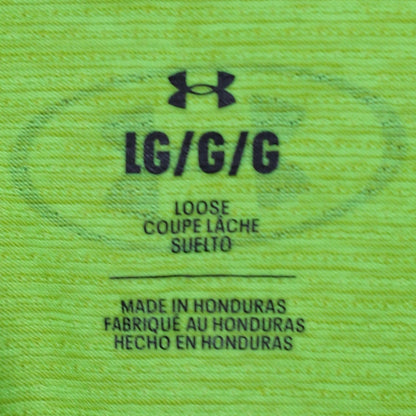 LG/G/G
LOOSE
COUPE LÂCHE
SUELTO
MADE IN HONDURAS
FABRIQUÉ AU HONDURAS
HECHO EN HONDURAS